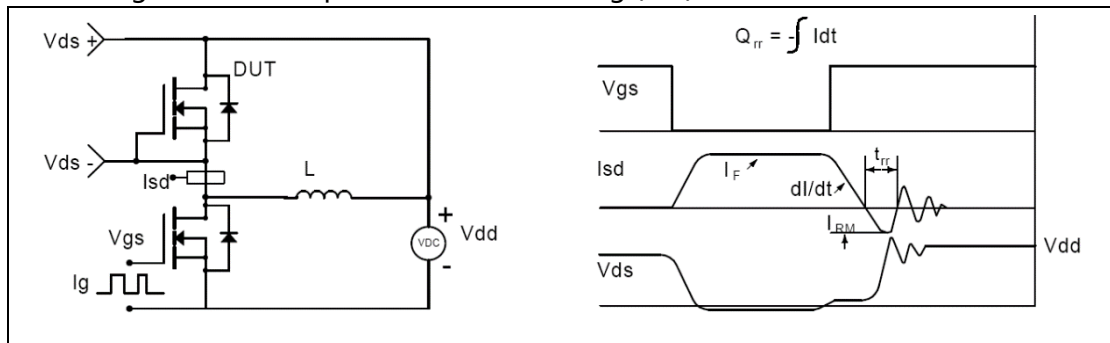 Vds +
DUT
Vds -
Isd
L
Vgs
Ig
+
VDC
-
Vdd
Q rr = -∫ Idt
Vgs
Isd
I F
dI/dt
t rr
I RM
Vds
Vdd